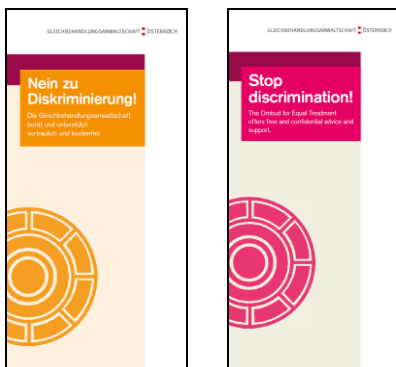 GLEICHBEHANDLUNGSANWALTSCHAFT ÖSTERREICH
Nein zu
Diskriminierung!
Die Gleichbehandlungsanwaltschaft
berät und unterstützt
vertraulich und kostenfrei
GLEICHBEHANDLUNGSANWALTSCHAFT ÖSTERREICH
Stop
discrimination!
The Ombud for Equal Treatment
offers free and confidential advice and
support.